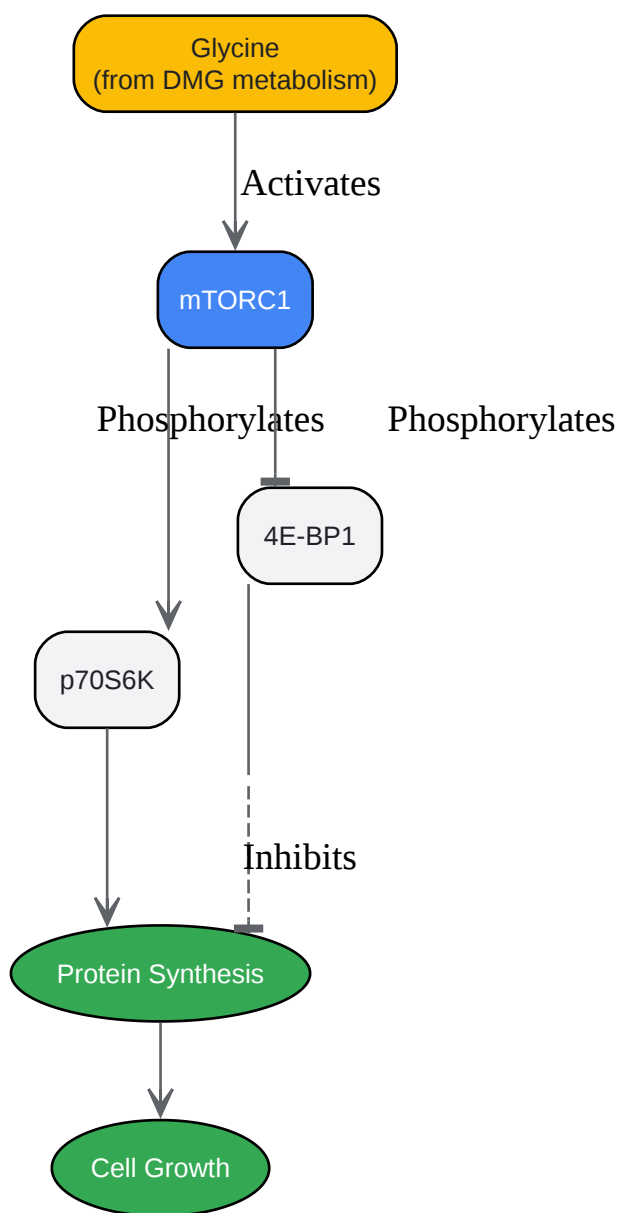 Glycine
(from DMG metabolism)
Activates
mTORC1
Phosphorylates
Phosphorylates
4E-BP1
p70S6K
Inhibits
Protein Synthesis
Cell Growth